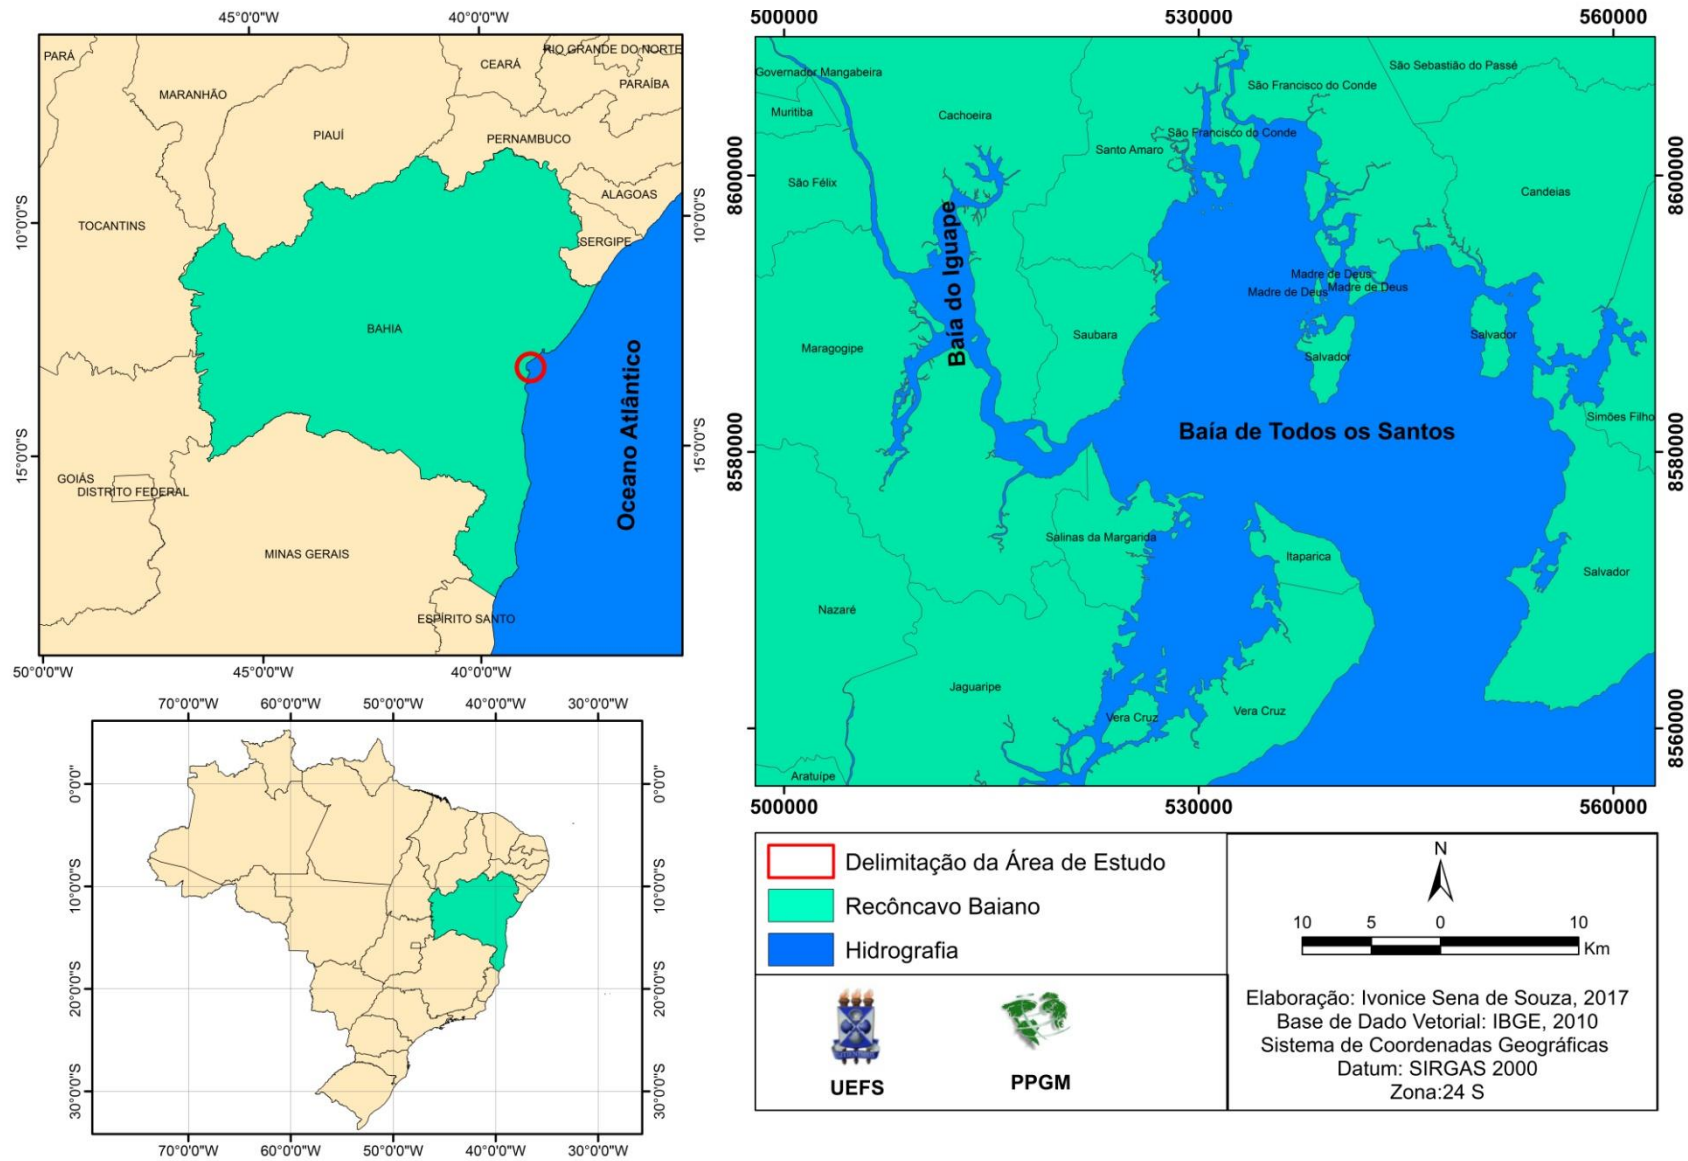 45°0'0"W 40°0'0"W
PARÁ
MARANHÃO
CEARÁ
RIO GRANDE DO NORTE
PARAÍBA
PIAUÍ
PERNAMBUCO
ALAGOAS
SERGIPE
TOCANTINS
BAHIA
GOIÁS
DISTRITO FEDERAL
MINAS GERAIS
ESPÍRITO SANTO
Oceano Atlântico
10°0'0"S
15°0'0"S
10°0'0"S
15°0'0"S
50°0'0"W 45°0'0"W 40°0'0"W
70°0'0"W 60°0'0"W 50°0'0"W 40°0'0"W 30°0'0"W
0°0'0"
10°0'0"S
20°0'0"S
30°0'0"S
0°0'0"
10°0'0"S
20°0'0"S
30°0'0"S
70°0'0"W 60°0'0"W 50°0'0"W 40°0'0"W 30°0'0"W
500000 530000 560000
Governador Mangabeira
Muritiba
Cachoeira
São Francisco do Conde
São Sebastião do Passé
São Francisco do Conde
Santo Amaro
São Félix
Candeias
Baía do Iguape
Madre de Deus
Madre de Deus
Madre de Deus
Maragogipe
Saubara
Salvador
Salvador
Simões Filho
Baía de Todos os Santos
Salinas da Margarida
Itaparica
Salvador
Nazaré
Jaguaripe
Vera Cruz
Vera Cruz
Aratuípe
8600000
8580000
8600000
8580000
8560000
500000 530000 560000
Delimitação da Área de Estudo
Recôncavo Baiano
Hidrografia
UEFS
PPGM
N
10 5 0 10
Km
Elaboração: Ivonice Sena de Souza, 2017
Base de Dado Vetorial: IBGE, 2010
Sistema de Coordenadas Geográficas
Datum: SIRGAS 2000
Zona:24 S